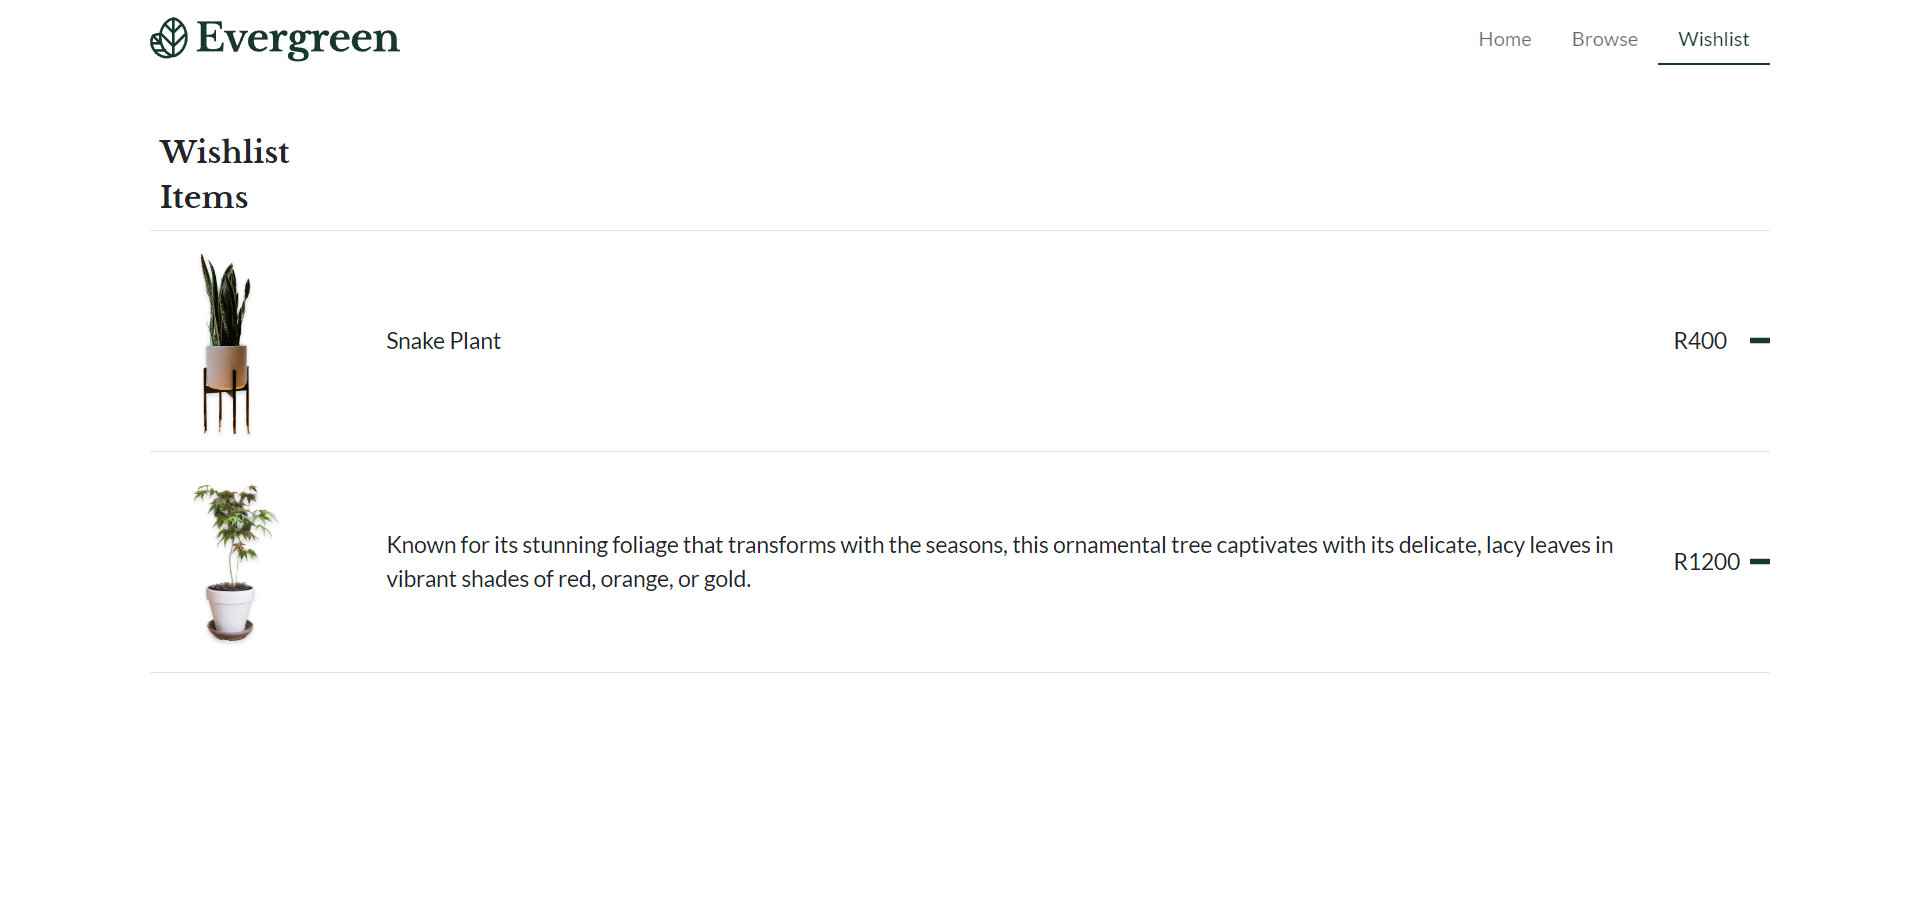 Evergreen
Home Browse Wishlist
Wishlist
Items
Snake Plant R400
Known for its stunning foliage that transforms with the seasons, this ornamental tree captivates with its delicate, lacy leaves in
vibrant shades of red, orange, or gold.
R1200